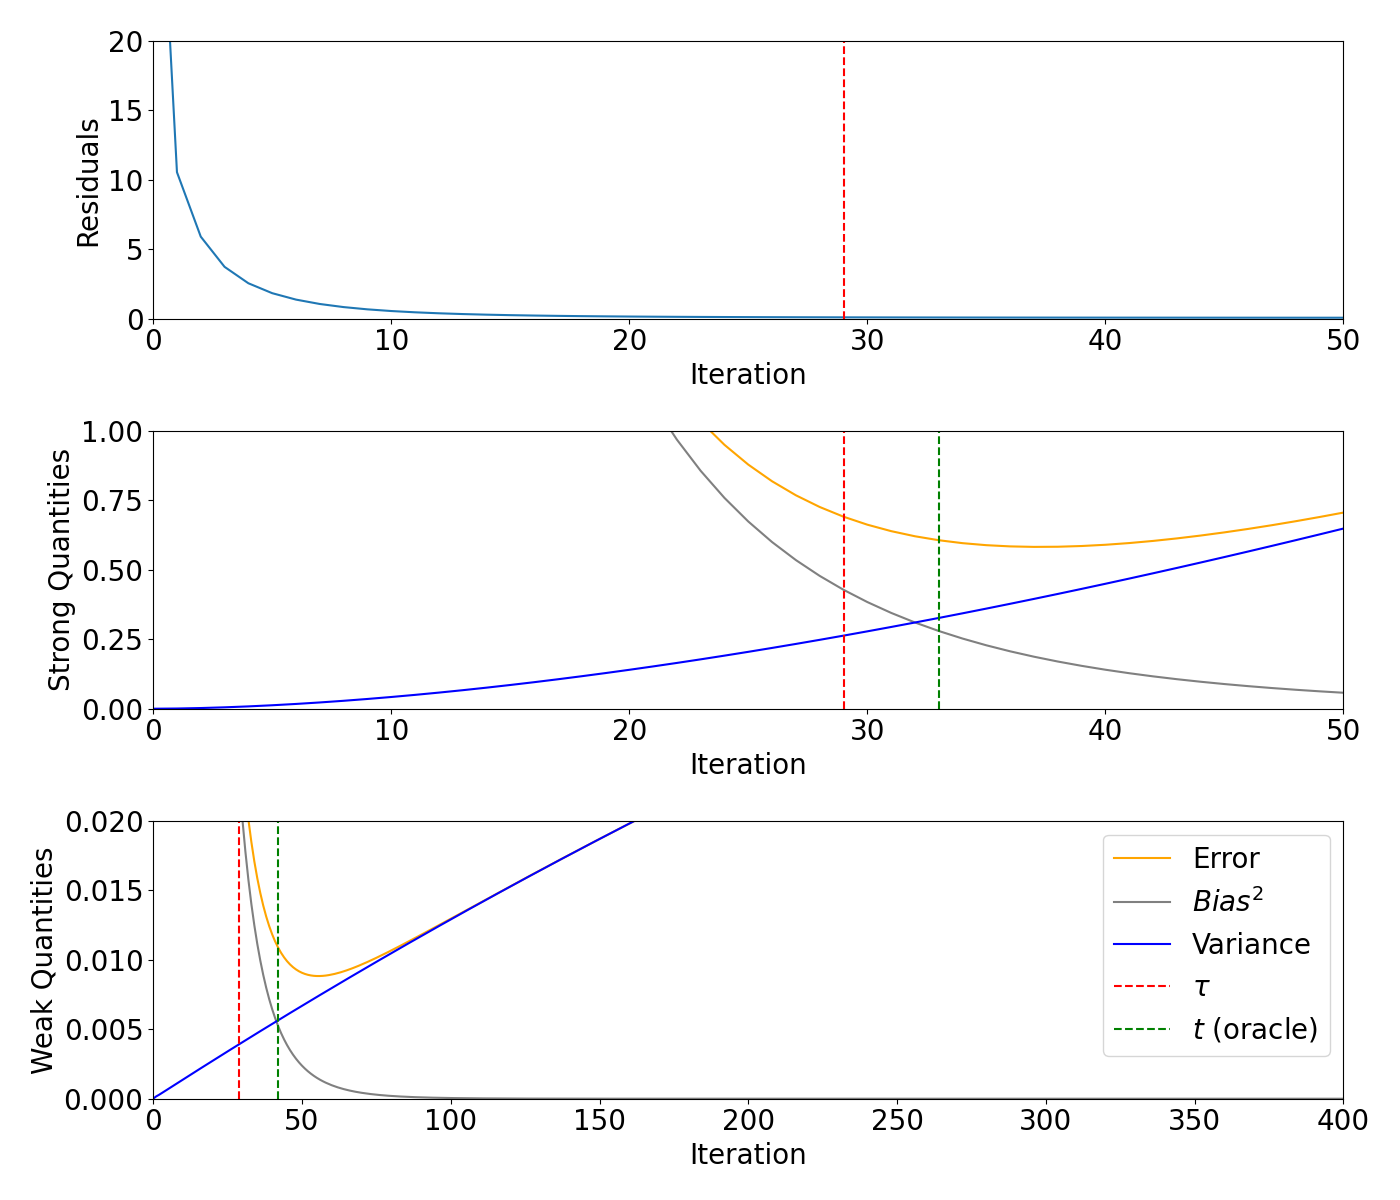 20
15
10
5
0
Residuals
0 10 20 30 40 50
Iteration
1.00
0.75
0.50
0.25
0.00
Strong Quantities
0 10 20 30 40 50
Iteration
0.020
0.015
0.010
0.005
0.000
Weak Quantities
Error
Bias²
Variance
τ
t (oracle)
0 50 100 150 200 250 300 350 400
Iteration